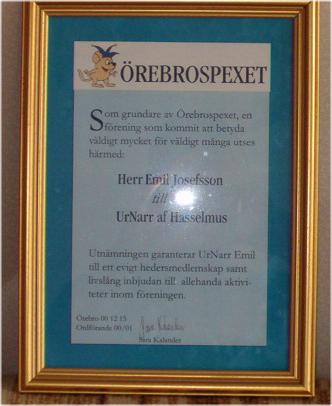 ÖREBROSPEXET
Som grundare av Örebrospexet, en
förening som kommit att betyda
väldigt mycket för väldigt många utses
härmed:
Herr Emil Josefsson
till
UrNarr af Hasselmus
Utnämningen garanterar UrNarr Emil
till ett evigt hedersmedlemskap samt
livslång inbjudan till allehanda aktivi-
teter inom föreningen.
Örebro 00 12 15
Ordförande 00/01
Sara Kalander